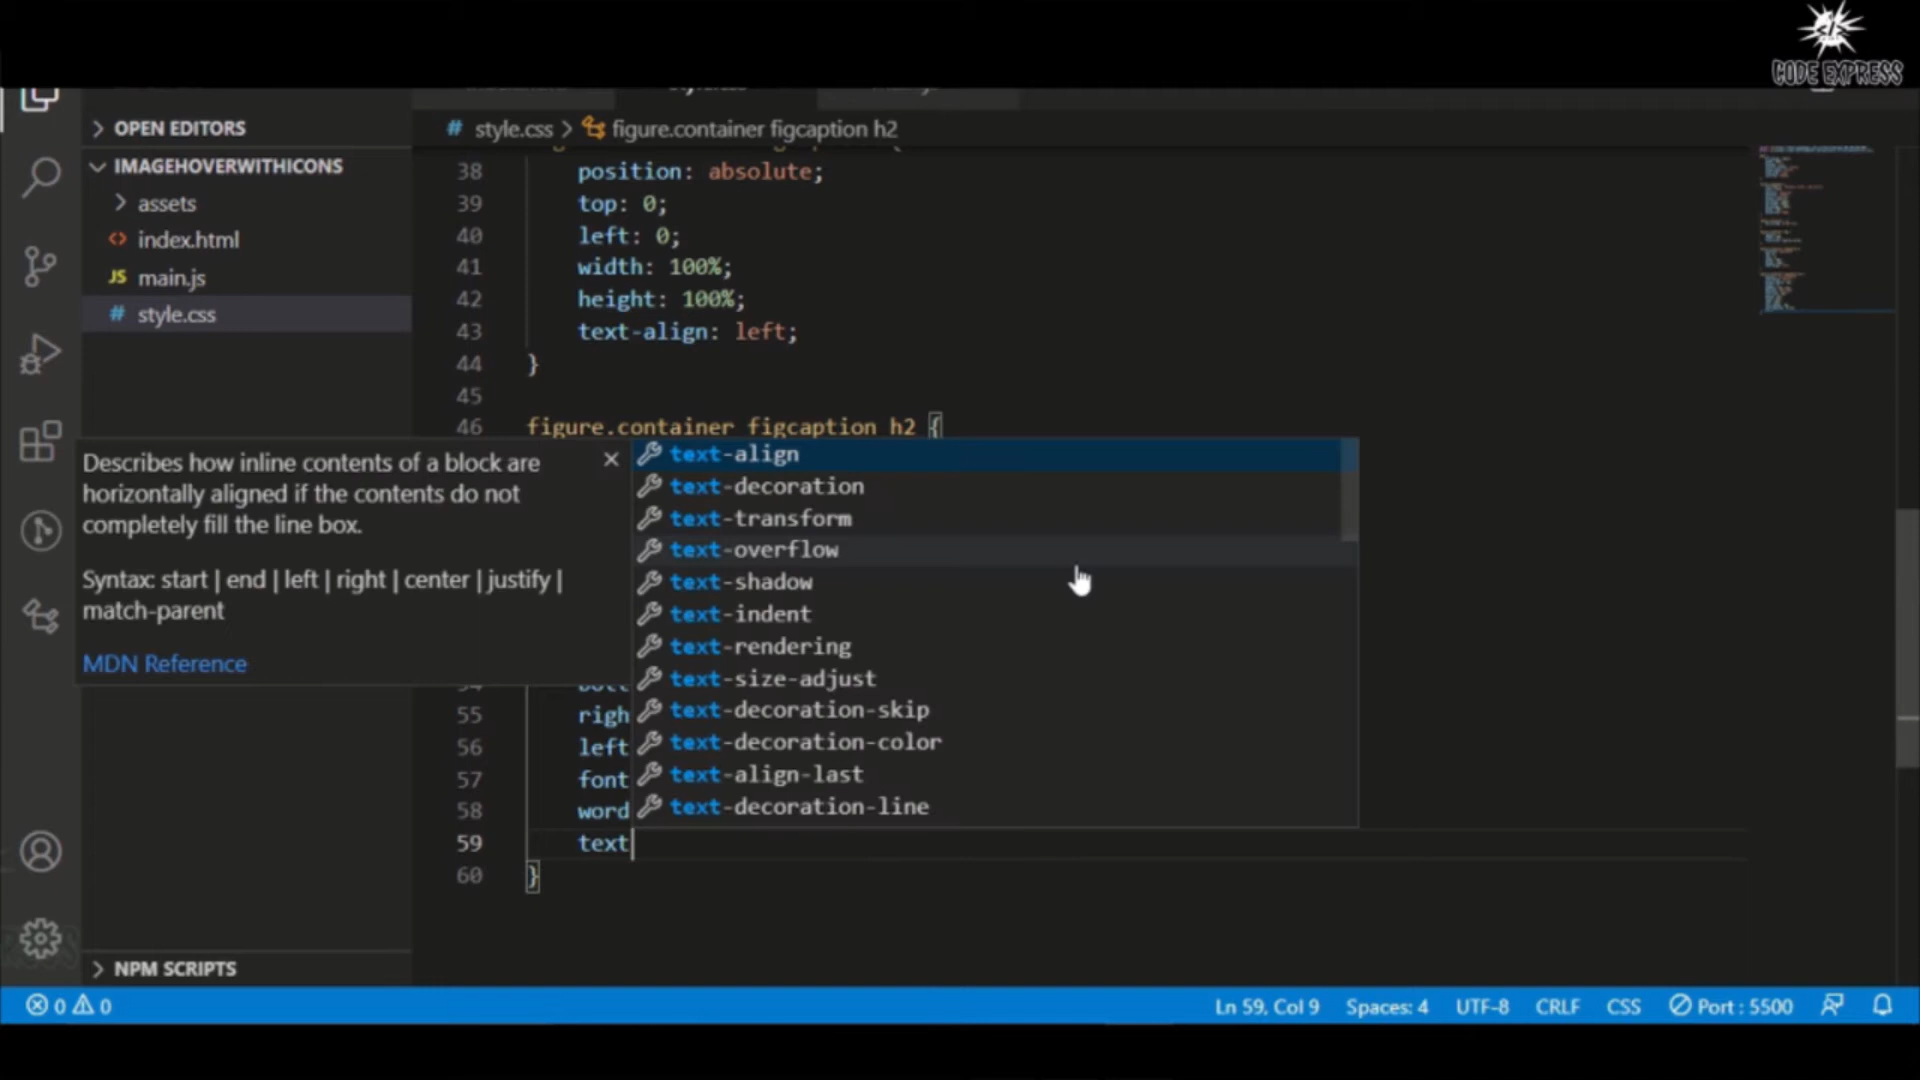 CODE EXPRESS
OPEN EDITORS
IMAGEHOVERWITHICONS
assets
index.html
JS main.js
# style.css
NPM SCRIPTS
# style.css > figure.container figcaption h2
38 position: absolute;
39 top: 0;
40 left: 0;
41 width: 100%;
42 height: 100%;
43 text-align: left;
44 }
45
46 figure.container figcaption h2 {
Describes how inline contents of a block are
horizontally aligned if the contents do not
completely fill the line box.
Syntax: start | end | left | right | center | justify |
match-parent
MDN Reference
text-align
text-decoration
text-transform
text-overflow
text-shadow
text-indent
text-rendering
text-size-adjust
text-decoration-skip
text-decoration-color
text-align-last
text-decoration-line
55 righ
56 left
57 font
58 word
59 text
60 }
0 0
Ln 59, Col 9 Spaces: 4 UTF-8 CRLF CSS Port : 5500